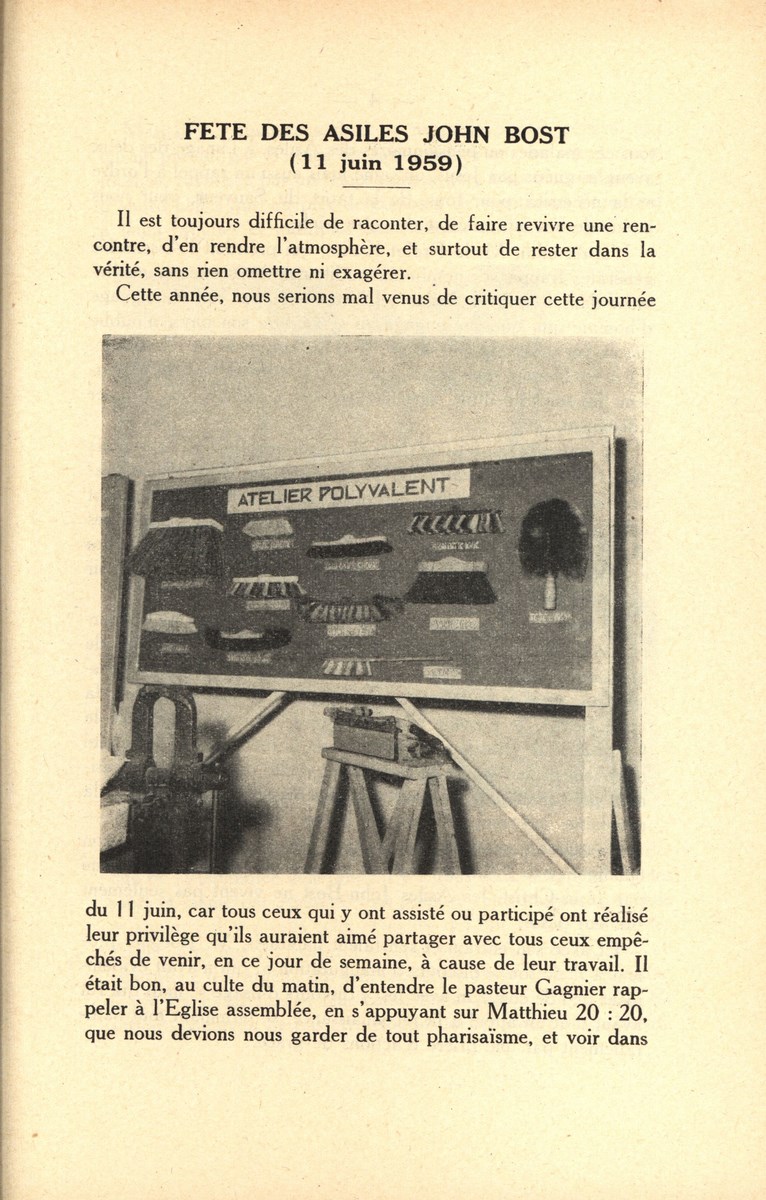 FETE DES ASILES JOHN BOST
(11 juin 1959)
Il est toujours difficile de raconter, de faire revivre une ren-
contre, d'en rendre l'atmosphère, et surtout de rester dans la
vérité, sans rien omettre ni exagérer.
Cette année, nous serions mal venus de critiquer cette journée
ATELIER POLYVALENT
du 11 juin, car tous ceux qui y ont assisté ou participé ont réalisé
leur privilège qu'ils auraient aimé partager avec tous ceux empê-
chés de venir, en ce jour de semaine, à cause de leur travail. Il
était bon, au culte du matin, d'entendre le pasteur Gagnier rap-
peler à l'Eglise assemblée, en s'appuyant sur Matthieu 20 : 20,
que nous devions nous garder de tout pharisaïsme, et voir dans